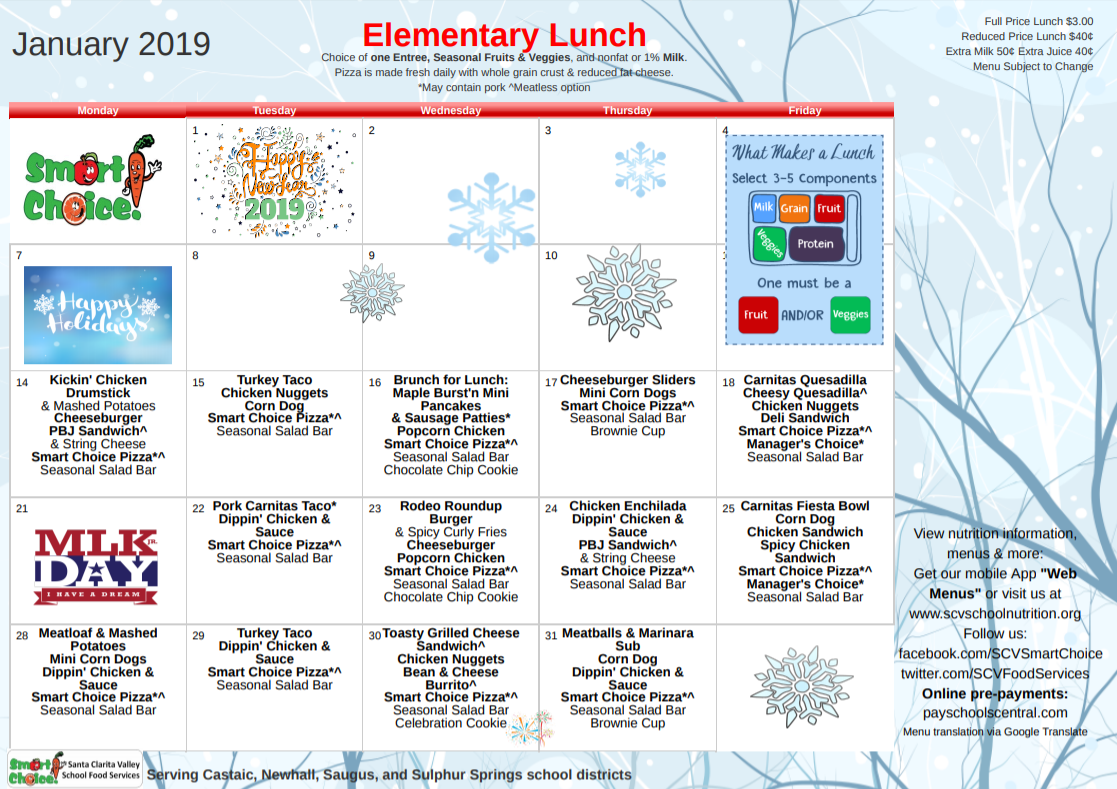 January 2019
Elementary Lunch
Choice of one Entree, Seasonal Fruits & Veggies, and nonfat or 1% Milk.
Pizza is made fresh daily with whole grain crust & reduced fat cheese.
*May contain pork ^Meatless option
Full Price Lunch $3.00
Reduced Price Lunch $40¢
Extra Milk 50¢ Extra Juice 40¢
Menu Subject to Change
Monday Tuesday Wednesday Thursday Friday
Smart
Choice!
1
Happy
New Year
2019
2
3
4
What Makes a Lunch
Select 3-5 Components
Milk Grain Fruit
Veggies Protein
One must be a
Fruit AND/OR Veggies
7
Happy
Holidays
8
9
10
14 Kickin' Chicken
Drumstick
& Mashed Potatoes
Cheeseburger
PBJ Sandwich^
& String Cheese
Smart Choice Pizza*^
Seasonal Salad Bar
15 Turkey Taco
Chicken Nuggets
Corn Dog
Smart Choice Pizza*^
Seasonal Salad Bar
16 Brunch for Lunch:
Maple Burst'n Mini
Pancakes
& Sausage Patties*
Popcorn Chicken
Smart Choice Pizza*^
Seasonal Salad Bar
Chocolate Chip Cookie
17 Cheeseburger Sliders
Mini Corn Dogs
Smart Choice Pizza*^
Seasonal Salad Bar
Brownie Cup
18 Carnitas Quesadilla
Cheesy Quesadilla^
Chicken Nuggets
Deli Sandwich
Smart Choice Pizza*^
Manager's Choice*
Seasonal Salad Bar
21
MLK JR.
DAY
I HAVE A DREAM
22 Pork Carnitas Taco*
Dippin' Chicken &
Sauce
Smart Choice Pizza*^
Seasonal Salad Bar
23 Rodeo Roundup
Burger
& Spicy Curly Fries
Cheeseburger
Popcorn Chicken
Smart Choice Pizza*^
Seasonal Salad Bar
Chocolate Chip Cookie
24 Chicken Enchilada
Dippin' Chicken &
Sauce
PBJ Sandwich^
& String Cheese
Smart Choice Pizza*^
Seasonal Salad Bar
25 Carnitas Fiesta Bowl
Corn Dog
Chicken Sandwich
Spicy Chicken
Sandwich
Smart Choice Pizza*^
Manager's Choice*
Seasonal Salad Bar
28 Meatloaf & Mashed
Potatoes
Mini Corn Dogs
Dippin' Chicken &
Sauce
Smart Choice Pizza*^
Seasonal Salad Bar
29 Turkey Taco
Dippin' Chicken &
Sauce
Smart Choice Pizza*^
Seasonal Salad Bar
30 Toasty Grilled Cheese
Sandwich^
Chicken Nuggets
Bean & Cheese
Burrito^
Smart Choice Pizza*^
Seasonal Salad Bar
Celebration Cookie
31 Meatballs & Marinara
Sub
Corn Dog
Dippin' Chicken &
Sauce
Smart Choice Pizza*^
Seasonal Salad Bar
Brownie Cup
View nutrition information,
menus & more:
Get our mobile App "Web
Menus" or visit us at
www.scvschoolnutrition.org
Follow us:
facebook.com/SCVSmartChoice
twitter.com/SCVFoodServices
Online pre-payments:
payschoolscentral.com
Menu translation via Google Translate
Smart
Choice!
Santa Clarita Valley
School Food Services
Serving Castaic, Newhall, Saugus, and Sulphur Springs school districts